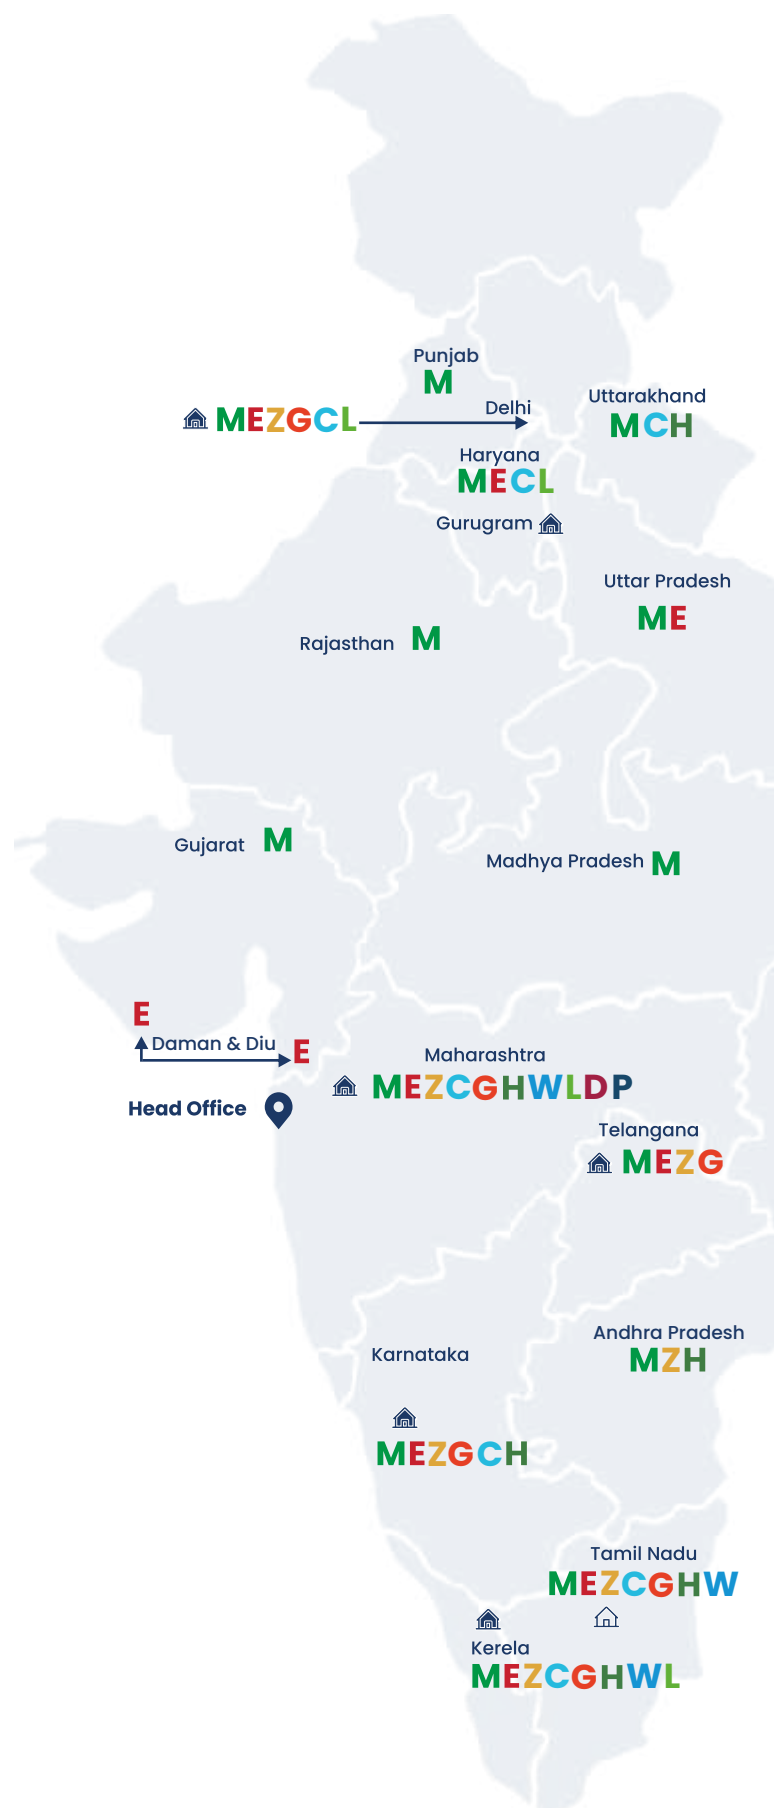 Punjab
M
MEZGCL
Delhi
Uttarakhand
MCH
Haryana
MECL
Gurugram
Uttar Pradesh
ME
Rajasthan M
Gujarat M
Madhya Pradesh M
E
Daman & Diu E
Maharashtra
MEZCGHWLDP
Head Office
Telangana
MEZG
Andhra Pradesh
MZH
Karnataka
MEZGCH
Tamil Nadu
MEZCGHW
Kerela
MEZCGHWL